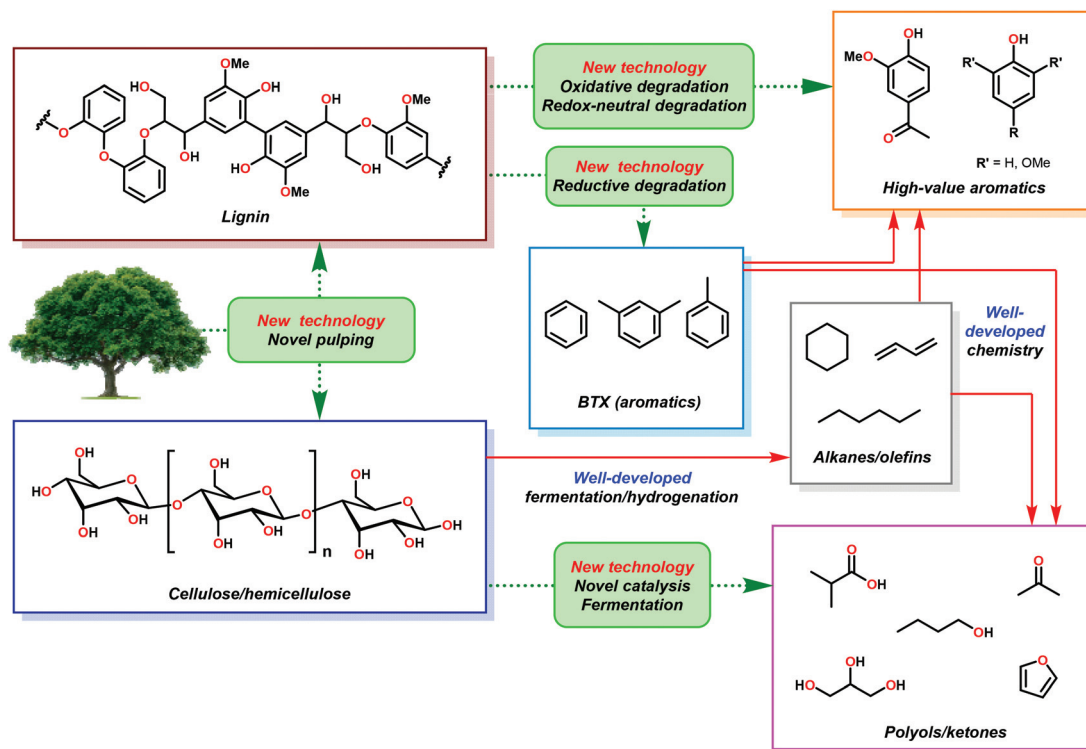 OMe
OH
HO
OH
OMe
O
O
O
O
OH
HO
OMe
OH
Lignin
New technology
Oxidative degradation
Redox-neutral degradation
New technology
Reductive degradation
OH
MeO
O
OH
R'
R'
R
R' = H, OMe
High-value aromatics
New technology
Novel pulping
BTX (aromatics)
Well-
developed
chemistry
Alkanes/olefins
OH
HO
O
OH
OH
O
OH
O
OH
OH
O
n
OH
O
OH
OH
OH
Cellulose/hemicellulose
Well-developed
fermentation/hydrogenation
New technology
Novel catalysis
Fermentation
O
OH
O
OH
OH
HO
OH
O
Polyols/ketones